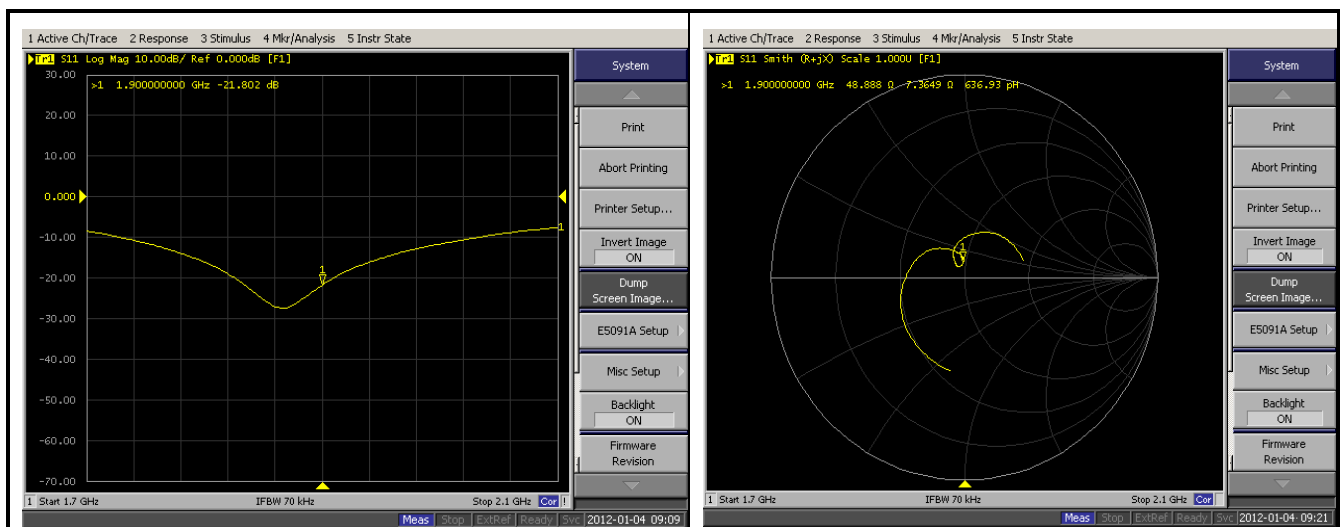 1 Active Ch/Trace 2 Response 3 Stimulus 4 Mkr/Analysis 5 Instr State
Tr1 S11 Log Mag 10.00dB/ Ref 0.000dB [F1]
>1 1.900000000 GHz -21.802 dB
30.00
20.00
10.00
0.000
-10.00
-20.00
-30.00
-40.00
-50.00
-60.00
-70.00
1
1
System
Print
Abort Printing
Printer Setup...
Invert Image
ON
Dump
Screen Image...
E5091A Setup
Misc Setup
Backlight
ON
Firmware
Revision
1 Start 1.7 GHz IFBW 70 kHz Stop 2.1 GHz Cor !
Meas Stop ExtRef Ready Svc 2012-01-04 09:09
1 Active Ch/Trace 2 Response 3 Stimulus 4 Mkr/Analysis 5 Instr State
Tr1 S11 Smith (R+jX) Scale 1.000U [F1]
>1 1.900000000 GHz 48.888 Ω 7.3649 Ω 636.93 pH
1
System
Print
Abort Printing
Printer Setup...
Invert Image
ON
Dump
Screen Image...
E5091A Setup
Misc Setup
Backlight
ON
Firmware
Revision
1 Start 1.7 GHz IFBW 70 kHz Stop 2.1 GHz Cor
Meas Stop ExtRef Ready Svc 2012-01-04 09:21